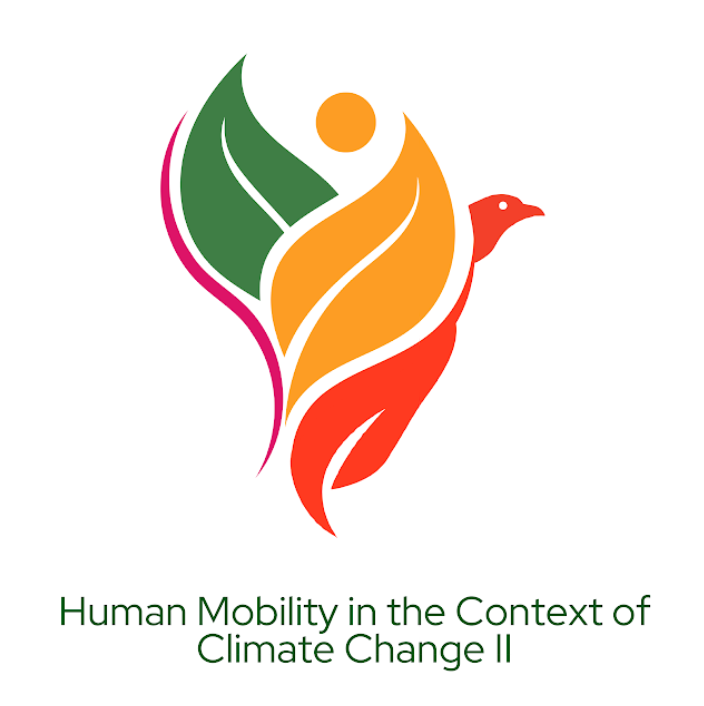 Human Mobility in the Context of
Climate Change II